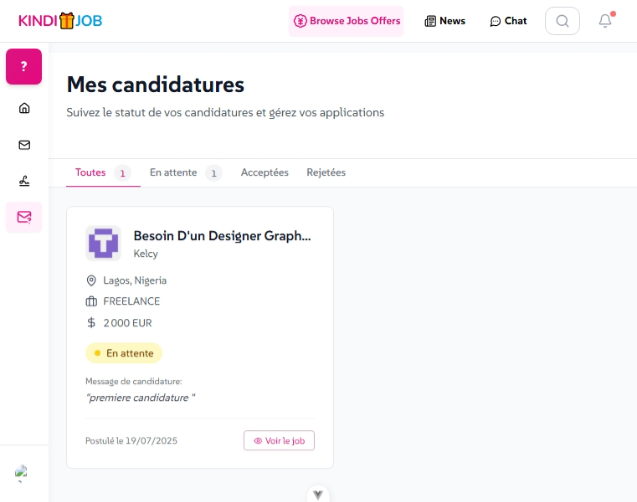 KINDI JOB
Browse Jobs Offers
News
Chat
?
Mes candidatures
Suivez le statut de vos candidatures et gérez vos applications
Toutes 1
En attente 1
Acceptées
Rejetées
Besoin D'un Designer Graph...
Kelcy
Lagos, Nigeria
FREELANCE
$ 2 000 EUR
En attente
Message de candidature:
"premiere candidature "
Postulé le 19/07/2025
Voir le job